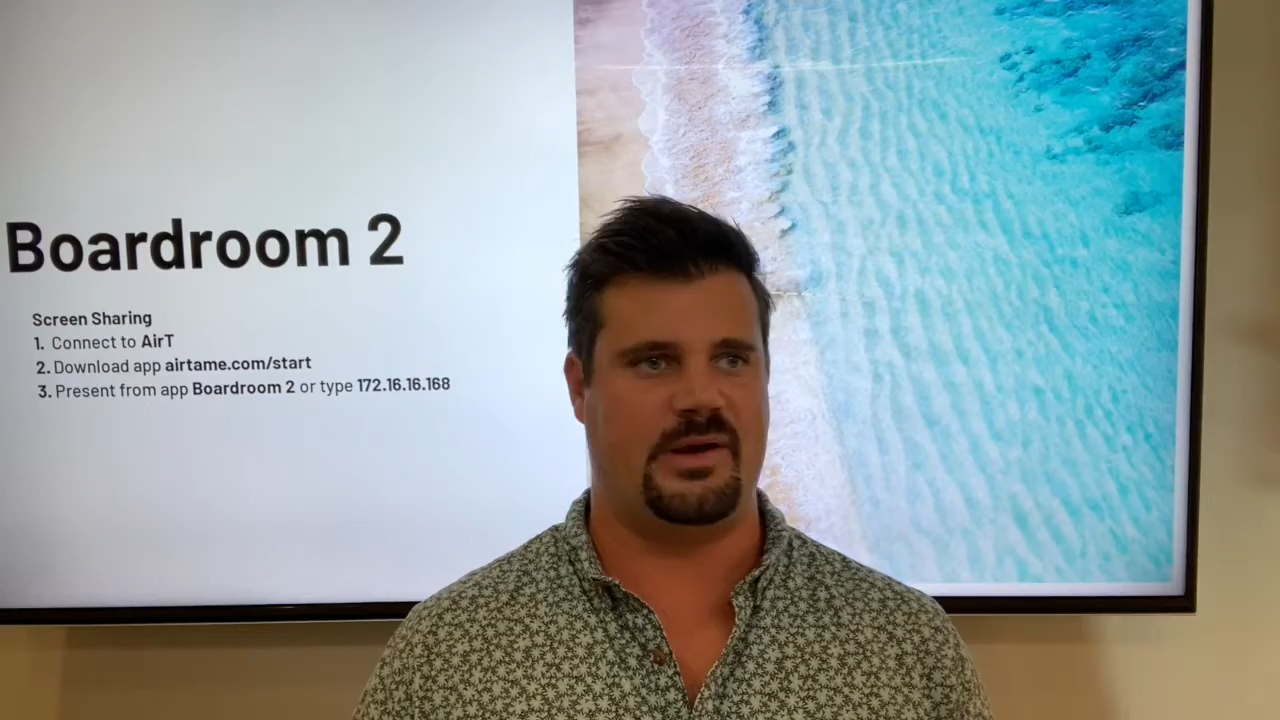 Boardroom 2
Screen Sharing
1. Connect to AirT
2. Download app airtame.com/start
3. Present from app Boardroom 2 or type 172.16.16.168